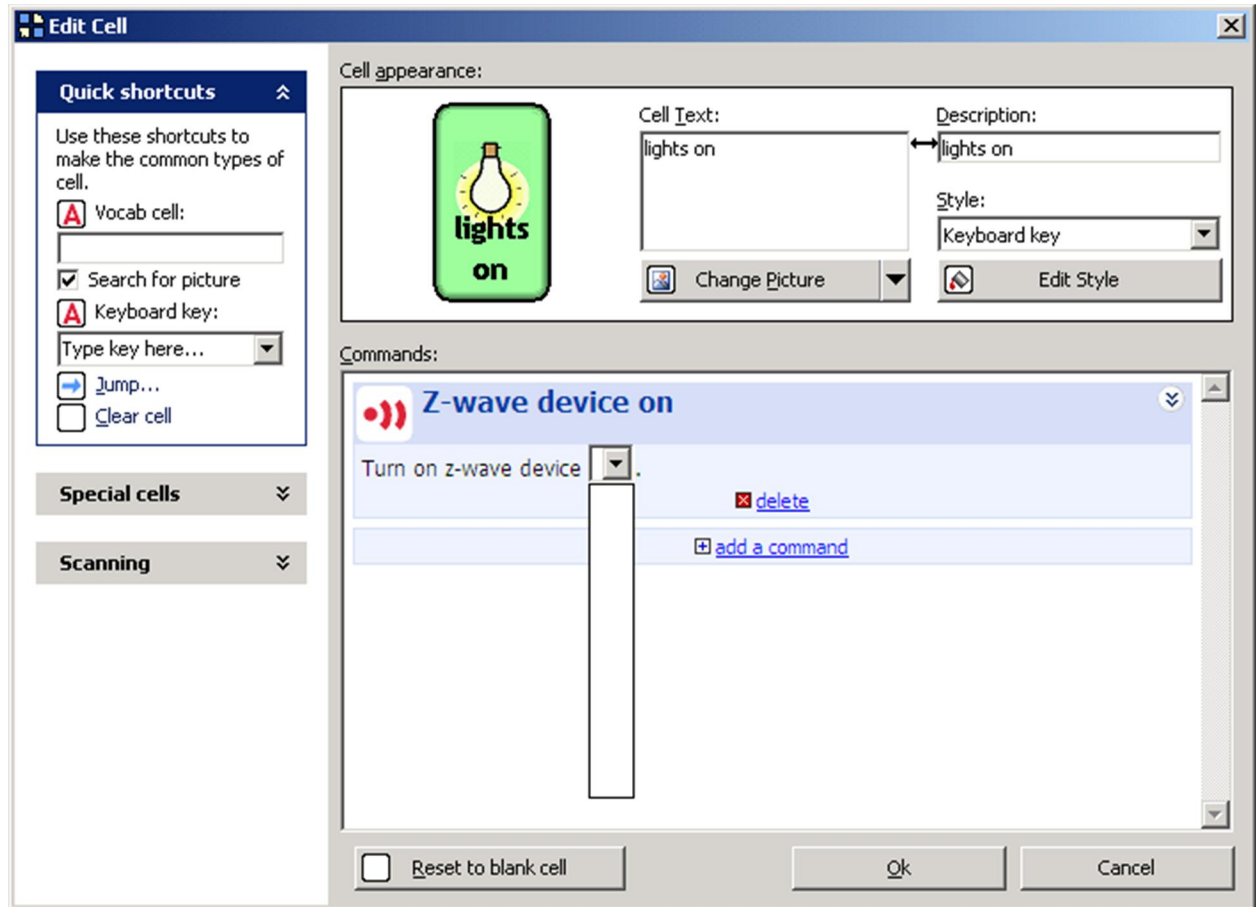 Edit Cell
Quick shortcuts
Use these shortcuts to
make the common types of
cell.
Vocab cell:
Search for picture
Keyboard key:
Type key here...
Jump...
Clear cell
Special cells
Scanning
Cell appearance:
lights
on
Cell Text:
lights on
Description:
lights on
Style:
Keyboard key
Change Picture
Edit Style
Commands:
Z-wave device on
Turn on z-wave device .
delete
add a command
Reset to blank cell
Ok
Cancel